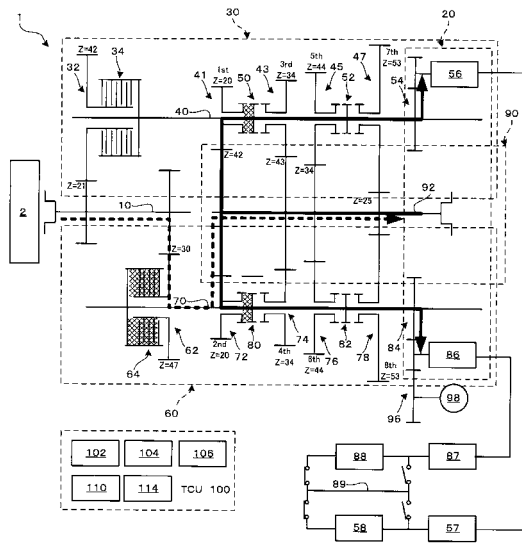 1
30
20
Z=42
34
32
41
1st
Z=20
50
43
3rd
Z=34
5th
Z=44
45
52
47
7th
Z=53
54
56
40
90
Z=21
Z=42
Z=43
Z=34
Z=25
92
2
10
Z=30
70
62
64
Z=47
2nd
Z=20
72
80
74
4th
Z=34
76
6th
Z=44
82
78
8th
Z=53
84
86
96
98
60
102
104
106
110
114
TCU 100
88
87
89
58
57